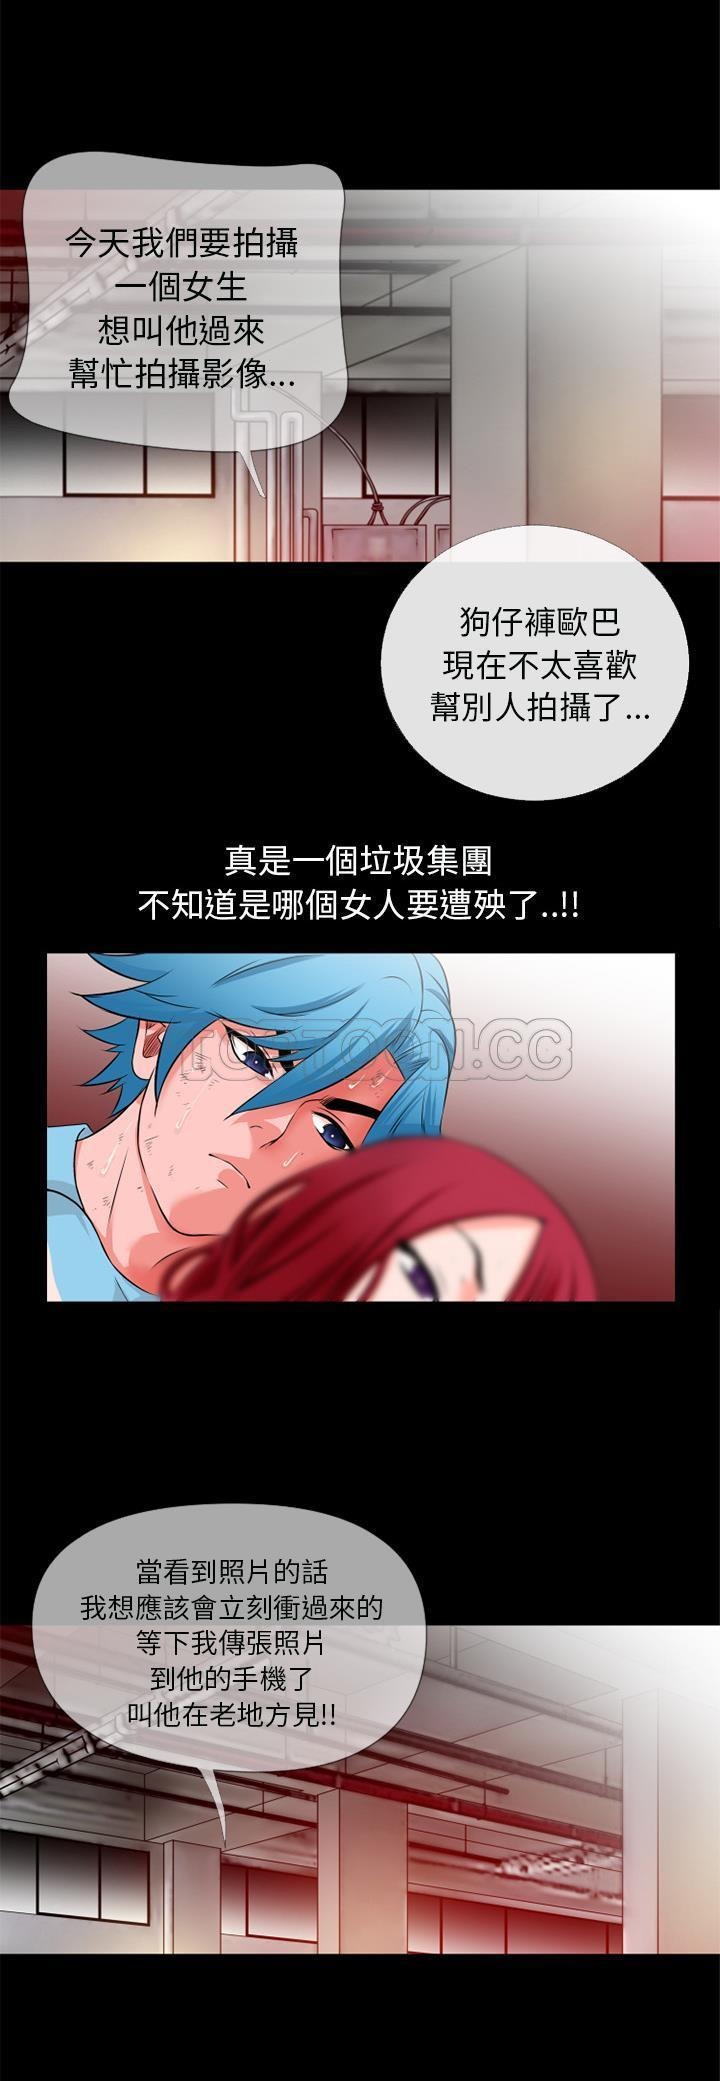 今天我們要拍攝
一個女生
想叫他過來
幫忙拍攝影像...
狗仔褲歐巴
現在不太喜歡
幫別人拍攝了...
真是一個垃圾集團
不知道是哪個女人要遭殃了..!!
TOPTOON.CC
當看到照片的話
我想應該會立刻衝過來的
等下我傳張照片
到他的手機了
叫他在老地方見!!